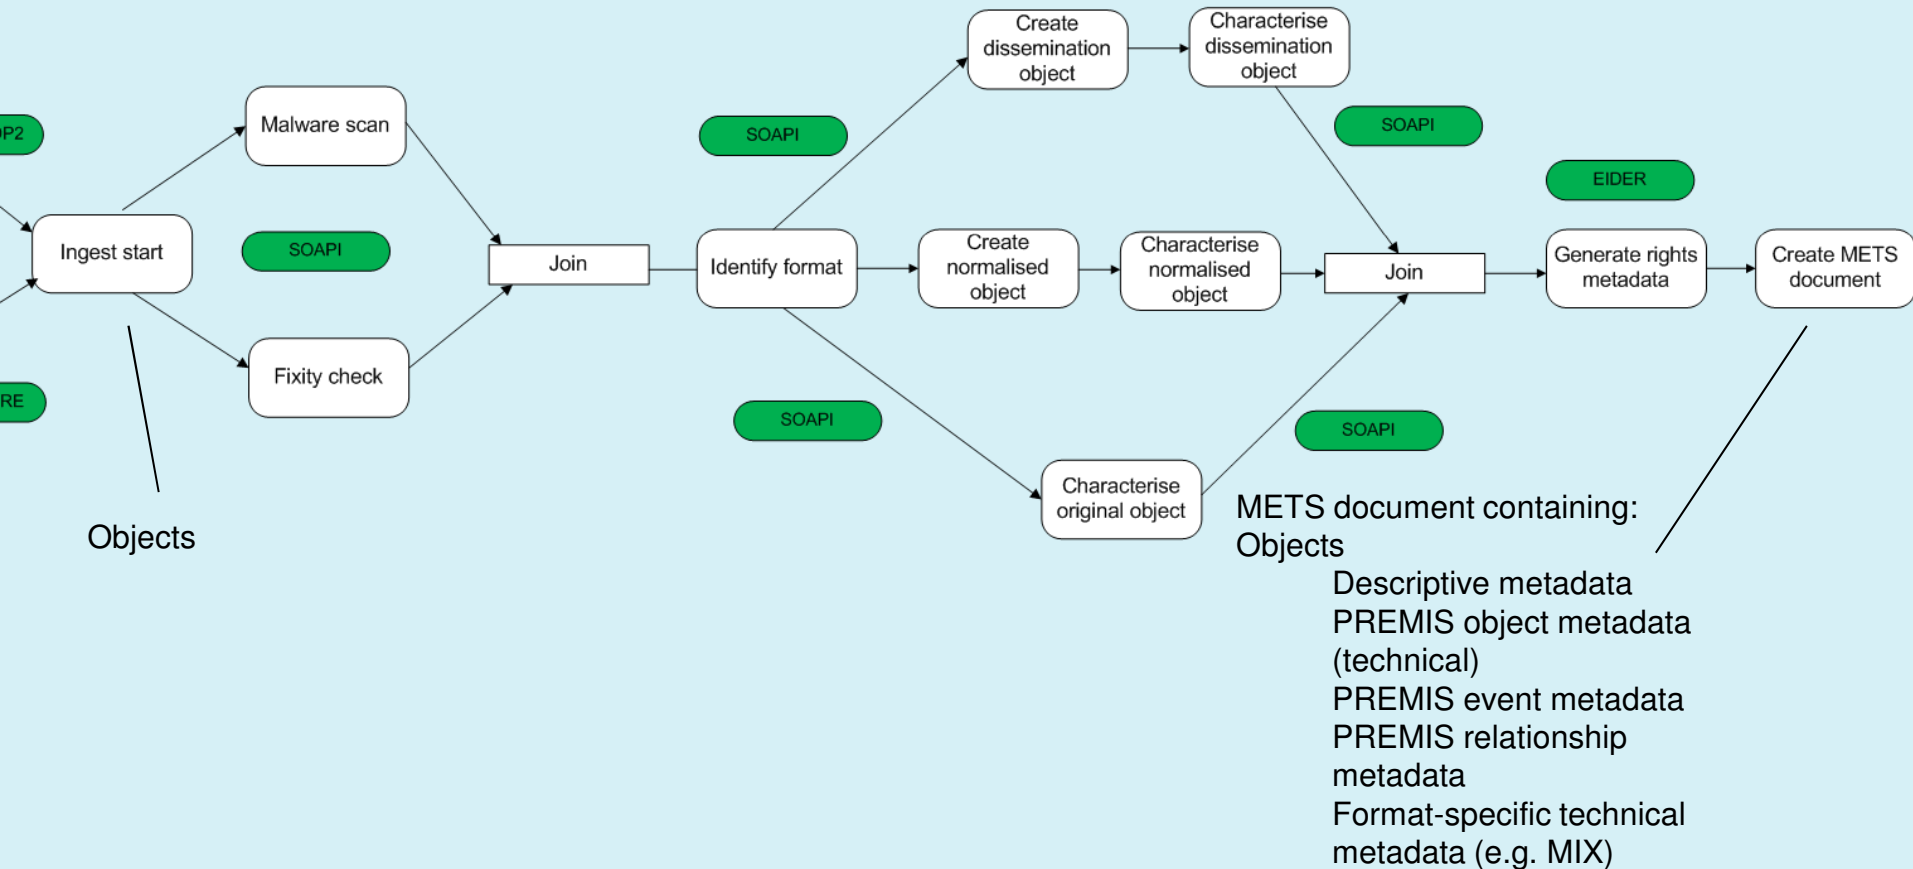 Create
dissemination
object
Characterise
dissemination
object
Malware scan
P2
SOAPI
SOAPI
EIDER
Ingest start
SOAPI
Join
Identify format
Create
normalised
object
Characterise
normalised
object
Join
Generate rights
metadata
Create METS
document
Fixity check
RE
SOAPI
SOAPI
Characterise
original object
Objects
METS document containing:
Objects
Descriptive metadata
PREMIS object metadata
(technical)
PREMIS event metadata
PREMIS relationship
metadata
Format-specific technical
metadata (e.g. MIX)